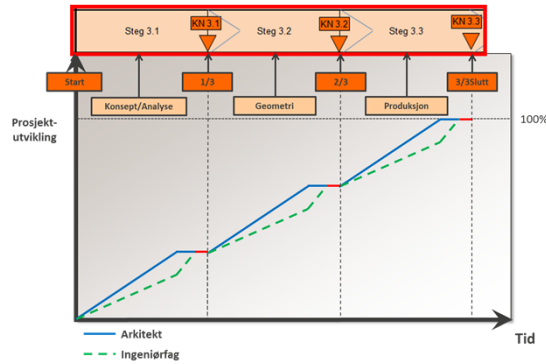 Steg 3.1
KN 3.1
Steg 3.2
KN 3.2
Steg 3.3
KN 3.3
Start
1/3
2/3
3/3Slutt
Konsept/Analyse
Geometri
Produksjon
Prosjekt-
utvikling
100%
Tid
Arkitekt
Ingeniørfag